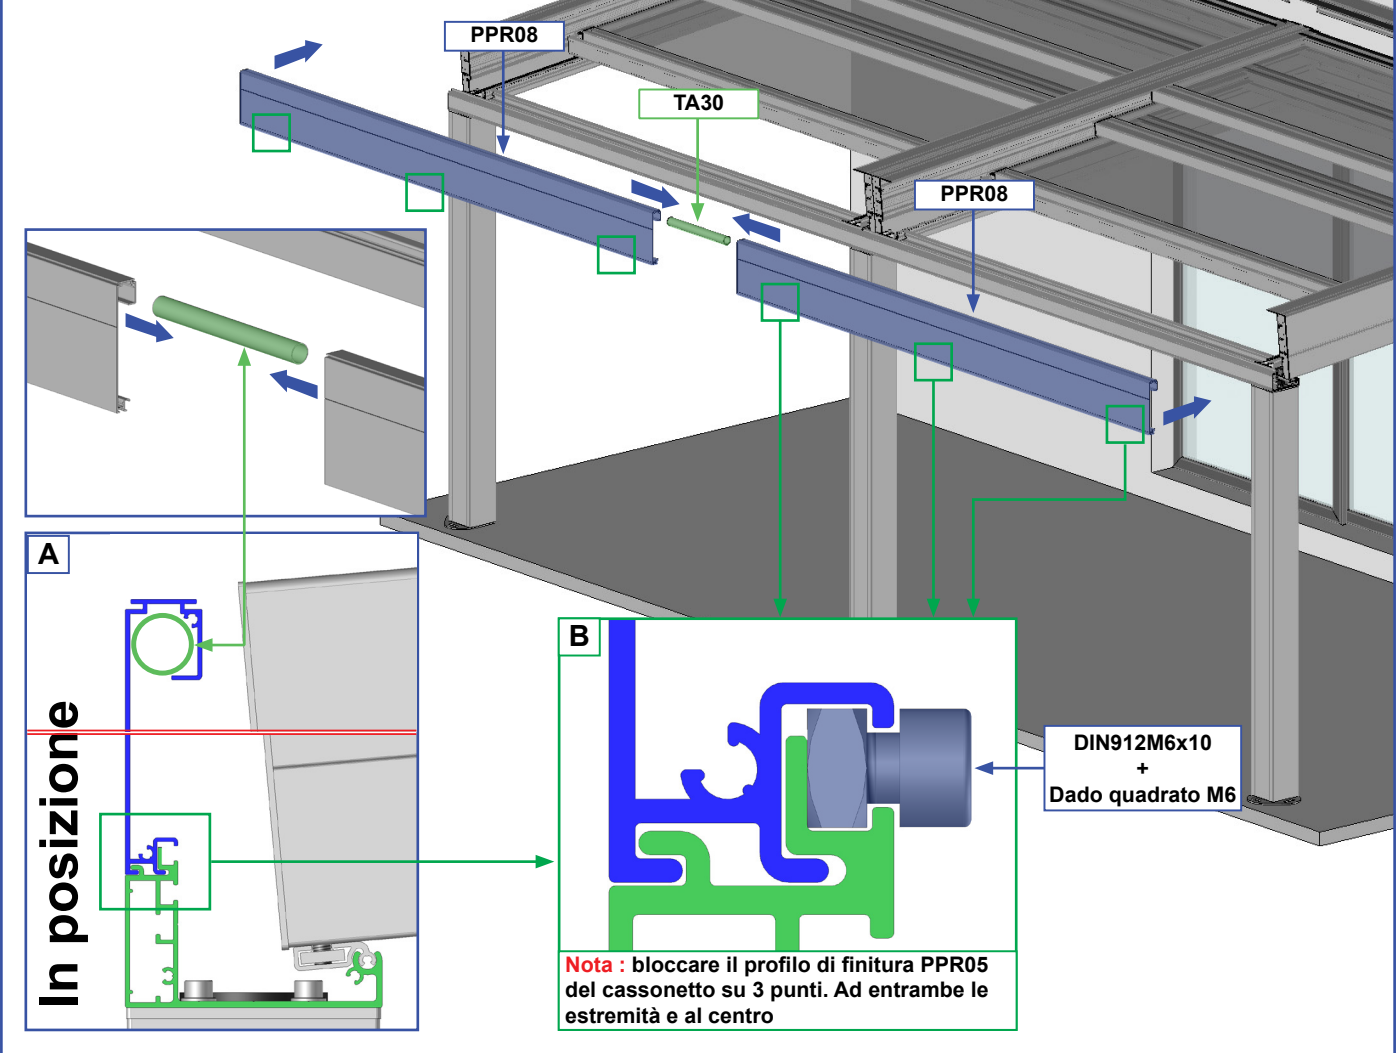 PPR08
TA30
PPR08
A
In posizione
B
DIN912M6x10
+
Dado quadrato M6
Nota : bloccare il profilo di finitura PPR05
del cassonetto su 3 punti. Ad entrambe le
estremità e al centro